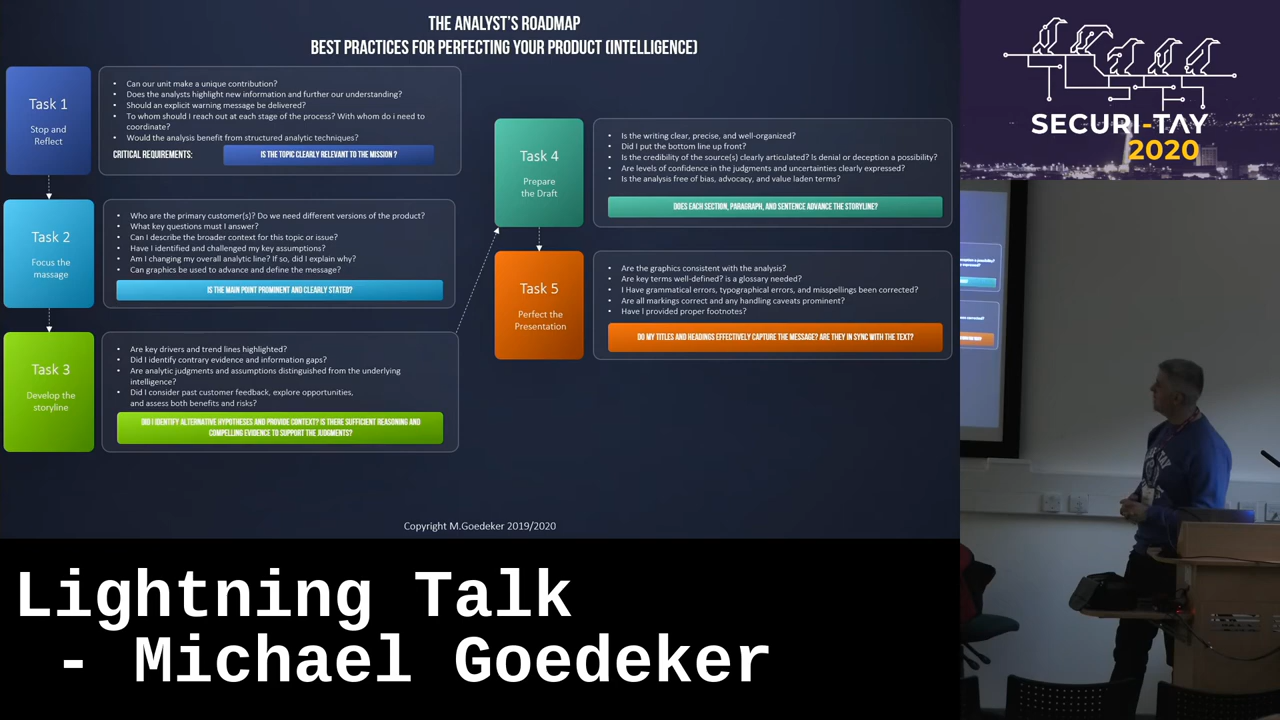 THE ANALYST'S ROADMAP
BEST PRACTICES FOR PERFECTING YOUR PRODUCT (INTELLIGENCE)
Task 1
Stop and
Reflect
• Can our unit make a unique contribution?
• Does the analysts highlight new information and further our understanding?
• Should an explicit warning message be delivered?
• To whom should I reach out at each stage of the process? With whom do i need to
coordinate?
• Would the analysis benefit from structured analytic techniques?
CRITICAL REQUIREMENTS:
IS THE TOPIC CLEARLY RELEVANT TO THE MISSION ?
Task 2
Focus the
massage
• Who are the primary customer(s)? Do we need different versions of the product?
• What key questions must I answer?
• Can I describe the broader context for this topic or issue?
• Have I identified and challenged my key assumptions?
• Am I changing my overall analytic line? If so, did I explain why?
• Can graphics be used to advance and define the message?
IS THE MAIN POINT PROMINENT AND CLEARLY STATED?
Task 3
Develop the
storyline
• Are key drivers and trend lines highlighted?
• Did I identify contrary evidence and information gaps?
• Are analytic judgments and assumptions distinguished from the underlying
intelligence?
• Did I consider past customer feedback, explore opportunities,
and assess both benefits and risks?
DID I IDENTIFY ALTERNATIVE HYPOTHESES AND PROVIDE CONTEXT? IS THERE SUFFICIENT REASONING AND
COMPELLING EVIDENCE TO SUPPORT THE JUDGMENTS?
Task 4
Prepare
the Draft
• Is the writing clear, precise, and well-organized?
• Did I put the bottom line up front?
• Is the credibility of the source(s) clearly articulated? Is denial or deception a possibility?
• Are levels of confidence in the judgments and uncertainties clearly expressed?
• Is the analysis free of bias, advocacy, and value laden terms?
DOES EACH SECTION, PARAGRAPH, AND SENTENCE ADVANCE THE STORYLINE?
Task 5
Perfect the
Presentation
• Are the graphics consistent with the analysis?
• Are key terms well-defined? is a glossary needed?
• I Have grammatical errors, typographical errors, and misspellings been corrected?
• Are all markings correct and any handling caveats prominent?
• Have I provided proper footnotes?
DO MY TITLES AND HEADINGS EFFECTIVELY CAPTURE THE MESSAGE? ARE THEY IN SYNC WITH THE TEXT?
Copyright M.Goedeker 2019/2020
SECURI-TAY
2020
Lightning Talk
- Michael Goedeker